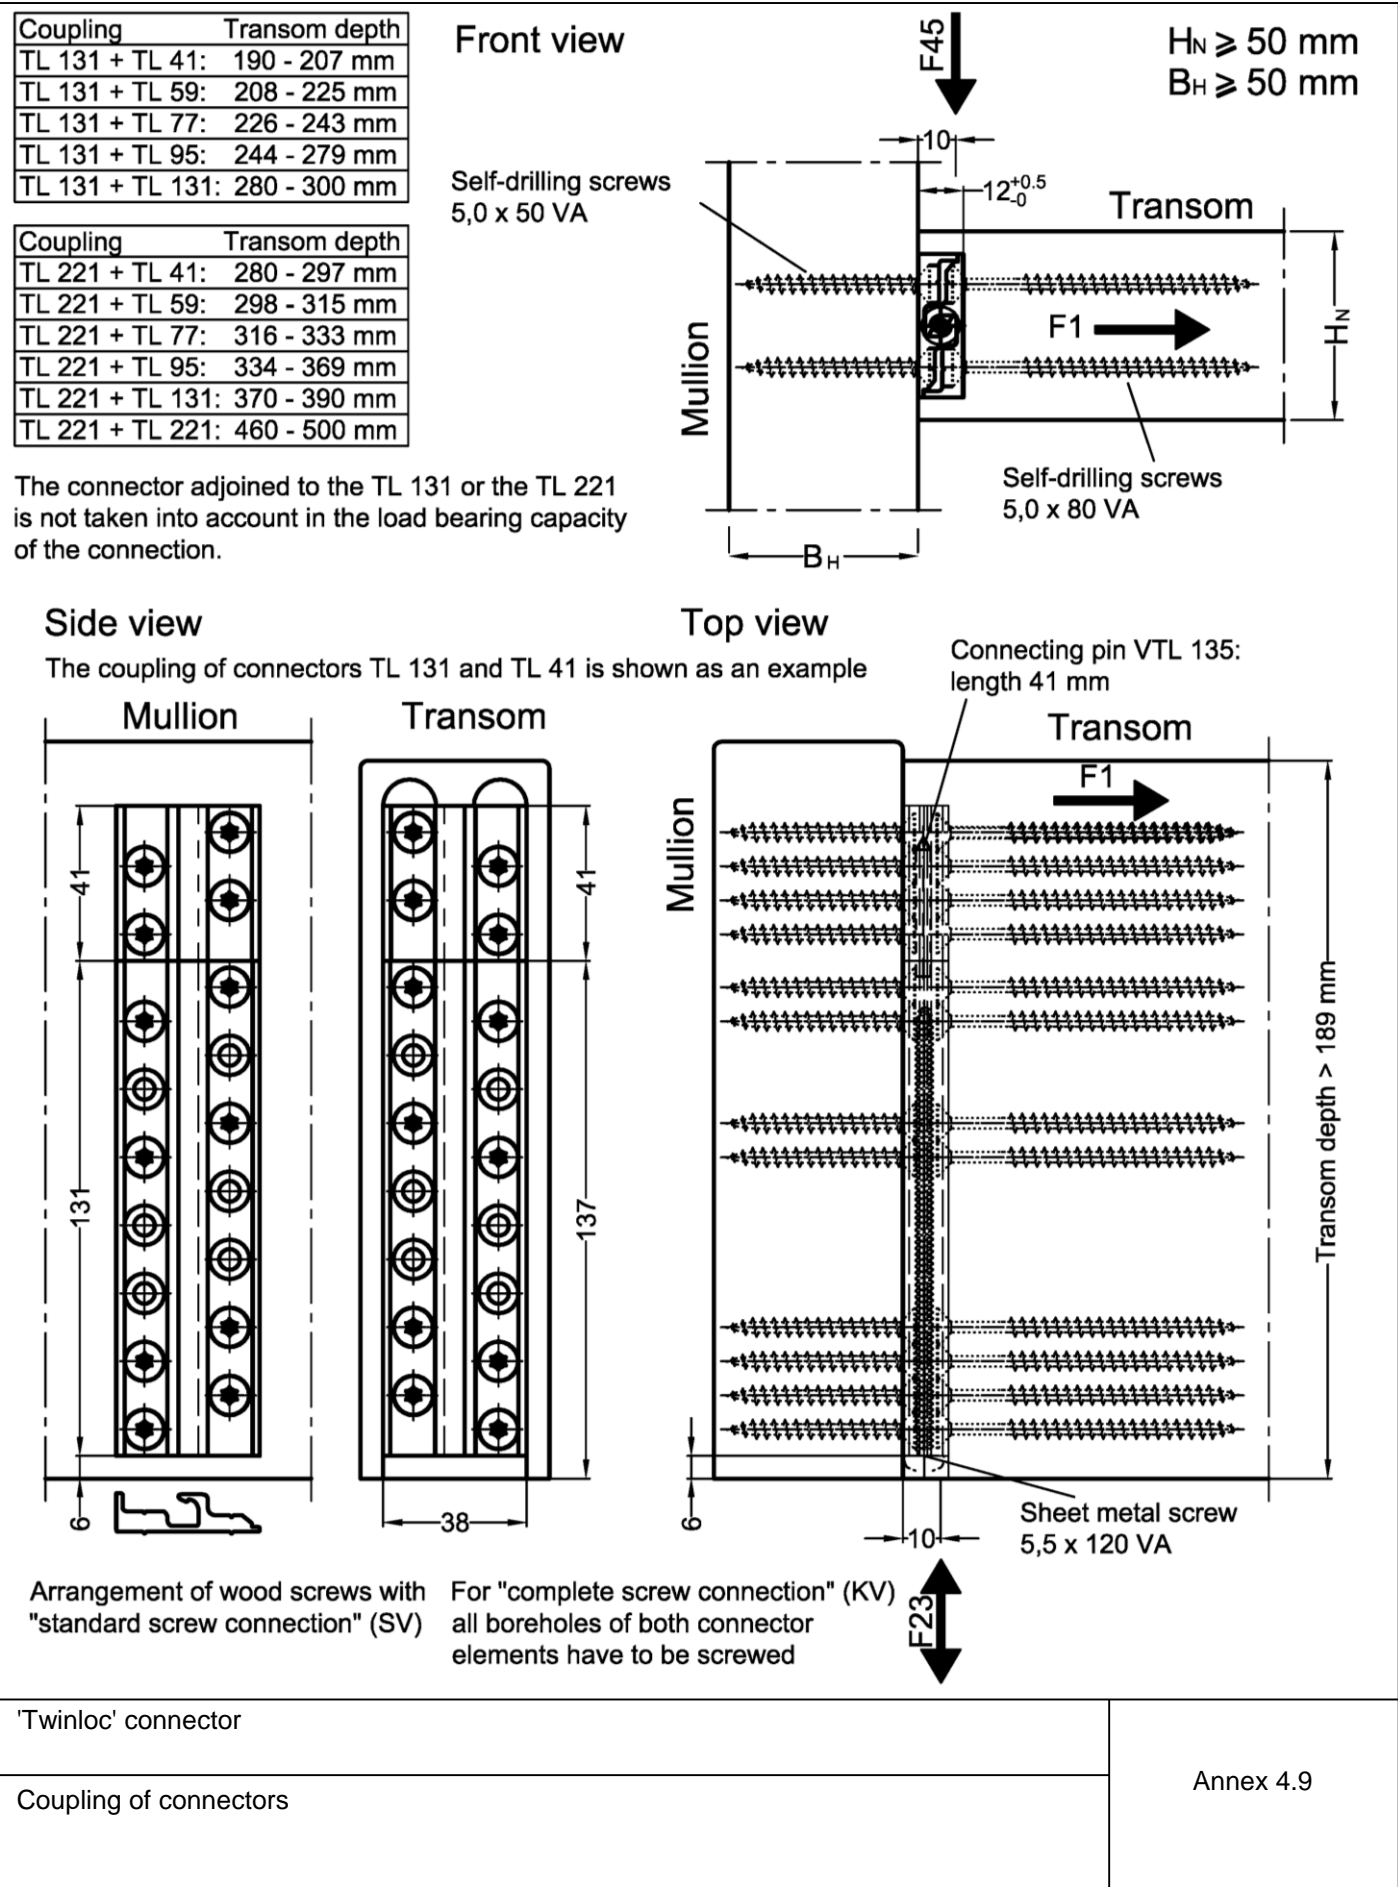 Coupling Transom depth
TL 131 + TL 41: 190 - 207 mm
TL 131 + TL 59: 208 - 225 mm
TL 131 + TL 77: 226 - 243 mm
TL 131 + TL 95: 244 - 279 mm
TL 131 + TL 131: 280 - 300 mm
Coupling Transom depth
TL 221 + TL 41: 280 - 297 mm
TL 221 + TL 59: 298 - 315 mm
TL 221 + TL 77: 316 - 333 mm
TL 221 + TL 95: 334 - 369 mm
TL 221 + TL 131: 370 - 390 mm
TL 221 + TL 221: 460 - 500 mm
The connector adjoined to the TL 131 or the TL 221
is not taken into account in the load bearing capacity
of the connection.
Front view
F45
HN ⩾ 50 mm
BH ⩾ 50 mm
10
12 +0.5 -0
Self-drilling screws
5,0 x 50 VA
Transom
Mullion
F1
HN
Self-drilling screws
5,0 x 80 VA
BH
Side view
Top view
The coupling of connectors TL 131 and TL 41 is shown as an example
Connecting pin VTL 135:
length 41 mm
Mullion
Transom
Transom
F1
Mullion
41
41
131
137
Transom depth > 189 mm
6
38
6
10
Sheet metal screw
5,5 x 120 VA
F23
Arrangement of wood screws with
"standard screw connection" (SV)
For "complete screw connection" (KV)
all boreholes of both connector
elements have to be screwed
'Twinloc' connector
Coupling of connectors
Annex 4.9